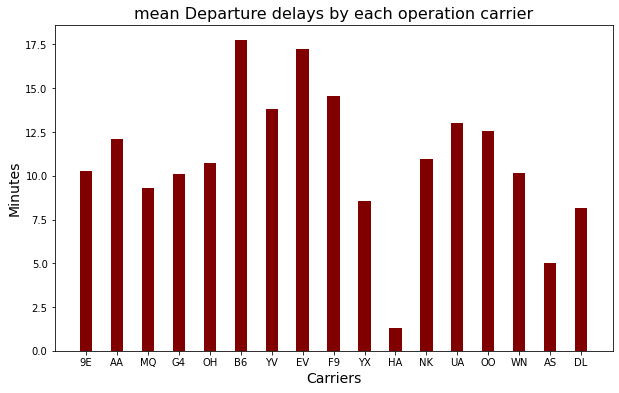 mean Departure delays by each operation carrier
Minutes
17.5
15.0
12.5
10.0
7.5
5.0
2.5
0.0
9E AA MQ G4 OH B6 YV EV F9 YX HA NK UA OO WN AS DL
Carriers